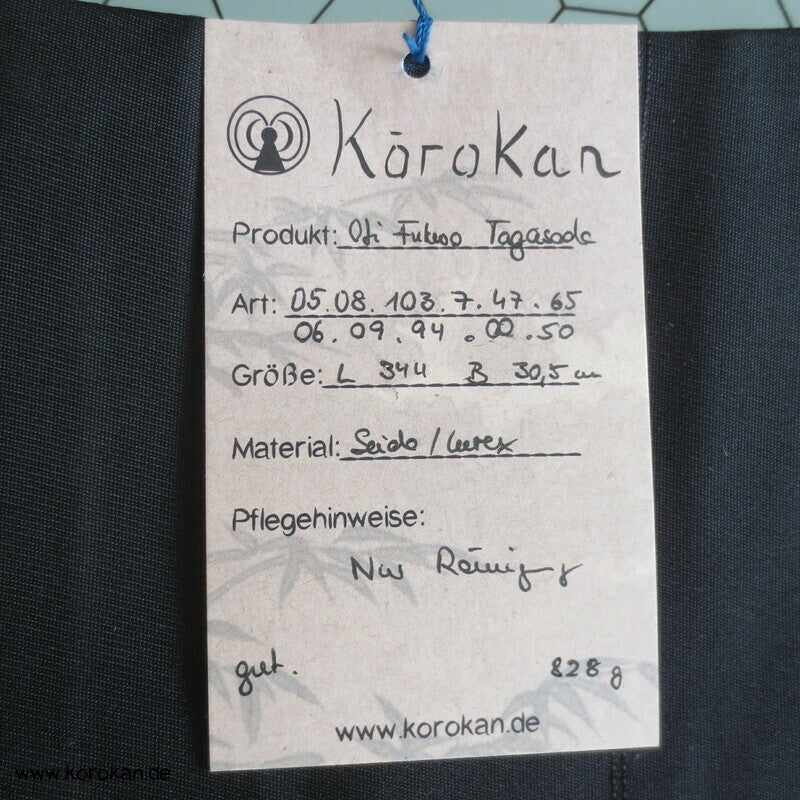 Kōrokan
Produkt: Obi Fukuso Tagasode
Art: 05.08.103.7.47.65
06.09.94.00.50
Größe: L 344 B 30,5 cm
Material: Seide / Lurex
Pflegehinweise:
Nur Reinigung
gut. 828 g
www.korokan.de
www.korokan.de